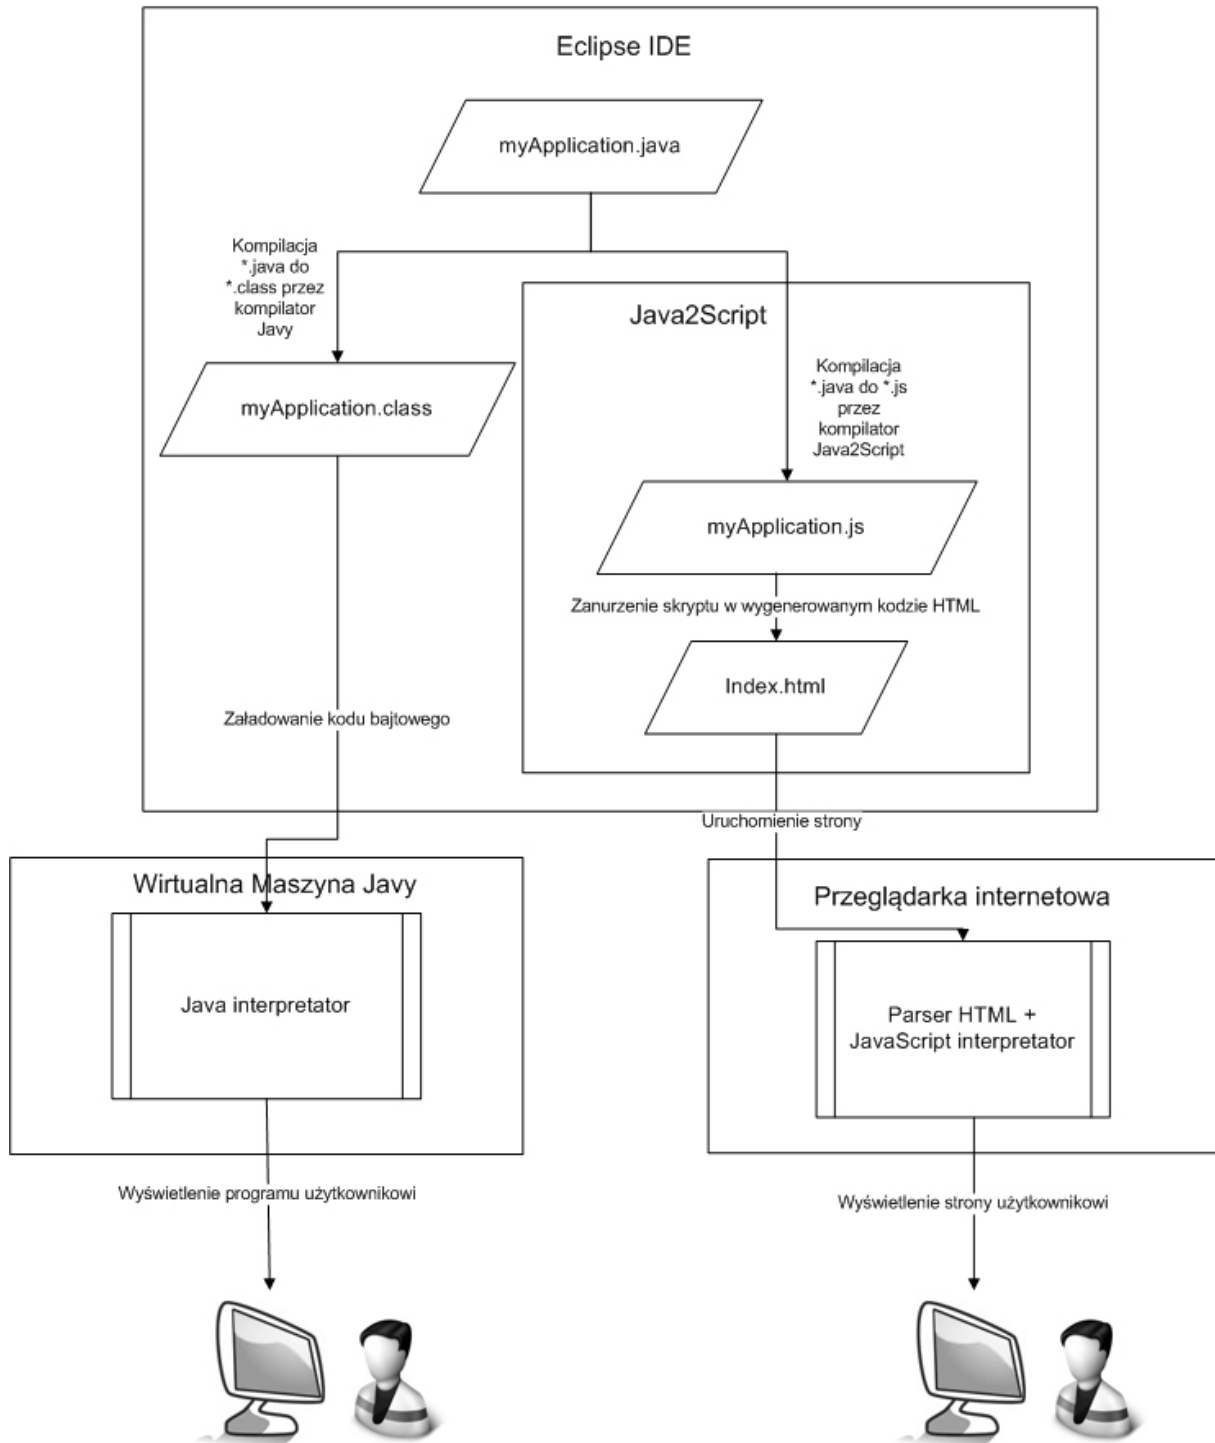 Eclipse IDE
myApplication.java
Kompilacja
*.java do
*.class przez
kompilator
Javy
Java2Script
Kompilacja
*.java do *.js
przez
kompilator
Java2Script
myApplication.class
myApplication.js
Zanurzenie skryptu w wygenerowanym kodzie HTML
Index.html
Załadowanie kodu bajtowego
Uruchomienie strony
Wirtualna Maszyna Javy
Przeglądarka internetowa
Java interpretator
Parser HTML +
JavaScript interpretator
Wyświetlenie programu użytkownikowi
Wyświetlenie strony użytkownikowi